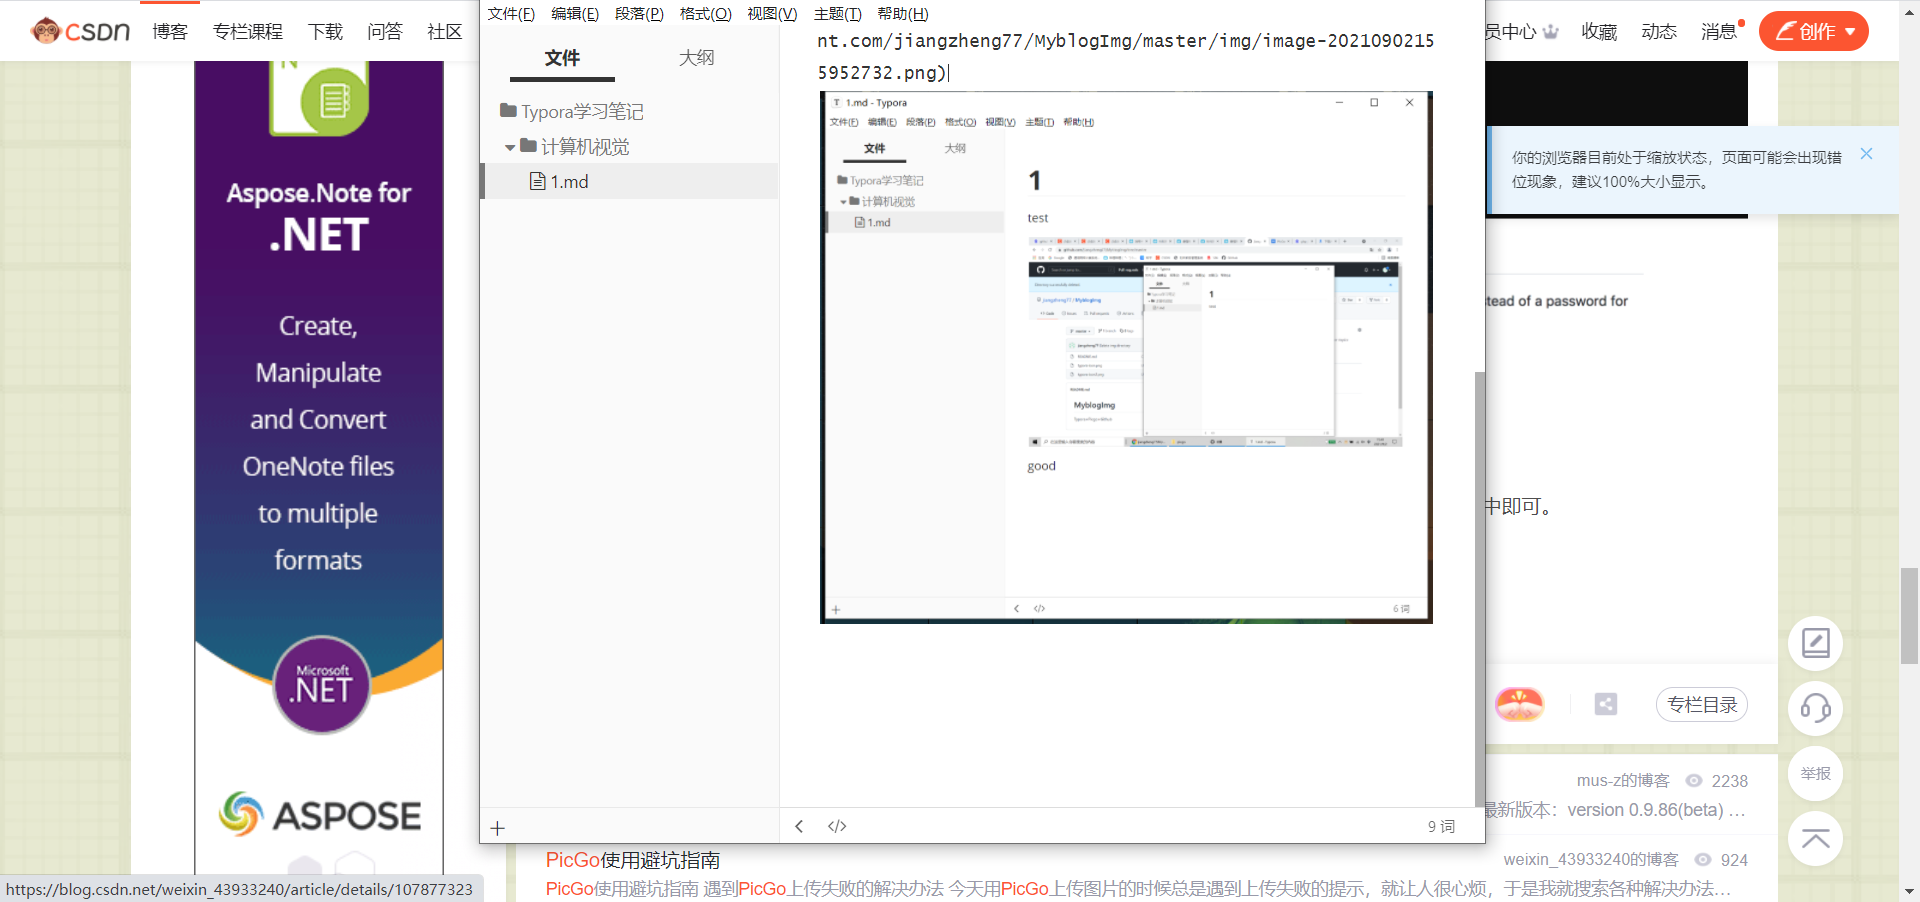 CSDN 博客 专栏课程 下载 问答 社区
员中心 收藏 动态 消息 创作
文件(F) 编辑(E) 段落(P) 格式(O) 视图(V) 主题(T) 帮助(H)
文件 大纲
Typora学习笔记
计算机视觉
1.md
nt.com/jiangzheng77/MyblogImg/master/img/image-2021090215
5952732.png)
1.md - Typora
文件(F) 编辑(E) 段落(P) 格式(O) 视图(V) 主题(T) 帮助(H)
文件 大纲
Typora学习笔记
计算机视觉
1.md
1
test
1
MyblogImg
good
6 词
9 词
N
Aspose.Note for
.NET
Create,
Manipulate
and Convert
OneNote files
to multiple
formats
Microsoft
.NET
ASPOSE
你的浏览器目前处于缩放状态，页面可能会出现错
位现象，建议100%大小显示。
tead of a password for
中即可。
专栏目录
举报
mus-z的博客 2238
最新版本：version 0.9.86(beta) ...
PicGo使用避坑指南
weixin_43933240的博客 924
PicGo使用避坑指南 遇到PicGo上传失败的解决办法 今天用PicGo上传图片的时候总是遇到上传失败的提示，就让人很心烦，于是我就搜索各种解决办法...
https://blog.csdn.net/weixin_43933240/article/details/107877323